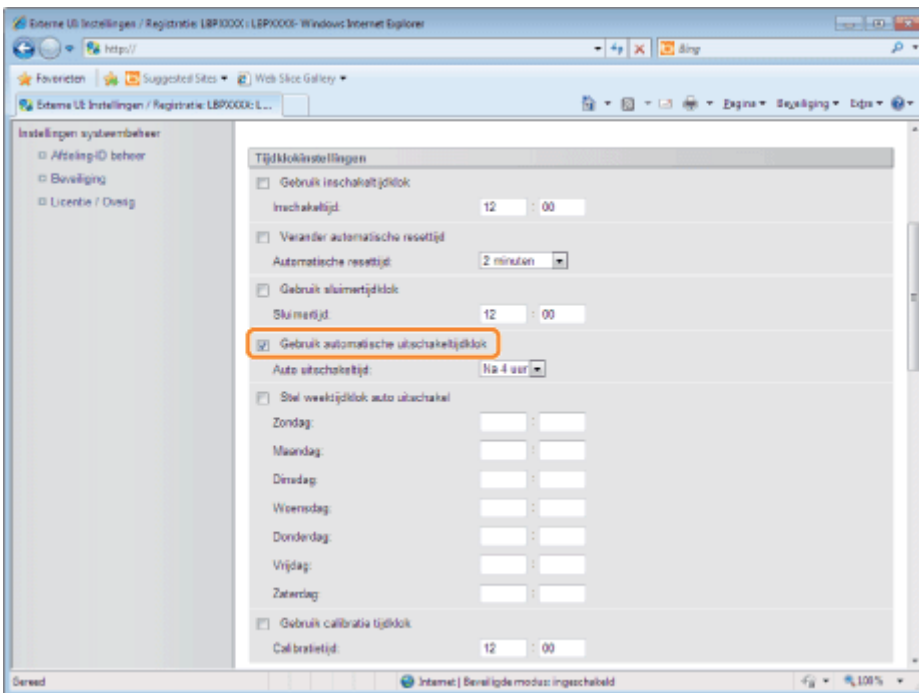 Externe UI: Instellingen / Registratie: LBPXXXX : LBPXXXX- Windows Internet Explorer
http://
Bing
Favorieten Suggested Sites Web Slice Gallery
Externe UI: Instellingen / Registratie: LBPXXXX: L...
Pagina Beveiliging Extra
Instellingen systeembeheer
Afdeling-ID beheer
Beveiliging
Licentie / Overig
Tijdklokinstellingen
Gebruik inschakeltijdklok
Inschakeltijd: 12 : 00
Verander automatische resettijd
Automatische resettijd: 2 minuten
Gebruik sluimertijdklok
Sluimertijd: 12 : 00
Gebruik automatische uitschakeltijdklok
Auto uitschakeltijd: Na 4 uur
Stel weektijdklok auto uitschakel
Zondag: :
Maandag: :
Dinsdag: :
Woensdag: :
Donderdag: :
Vrijdag: :
Zaterdag: :
Gebruik calibratie tijdklok
Calibratietijd: 12 : 00
Gereed Internet | Beveiligde modus: ingeschakeld 100%